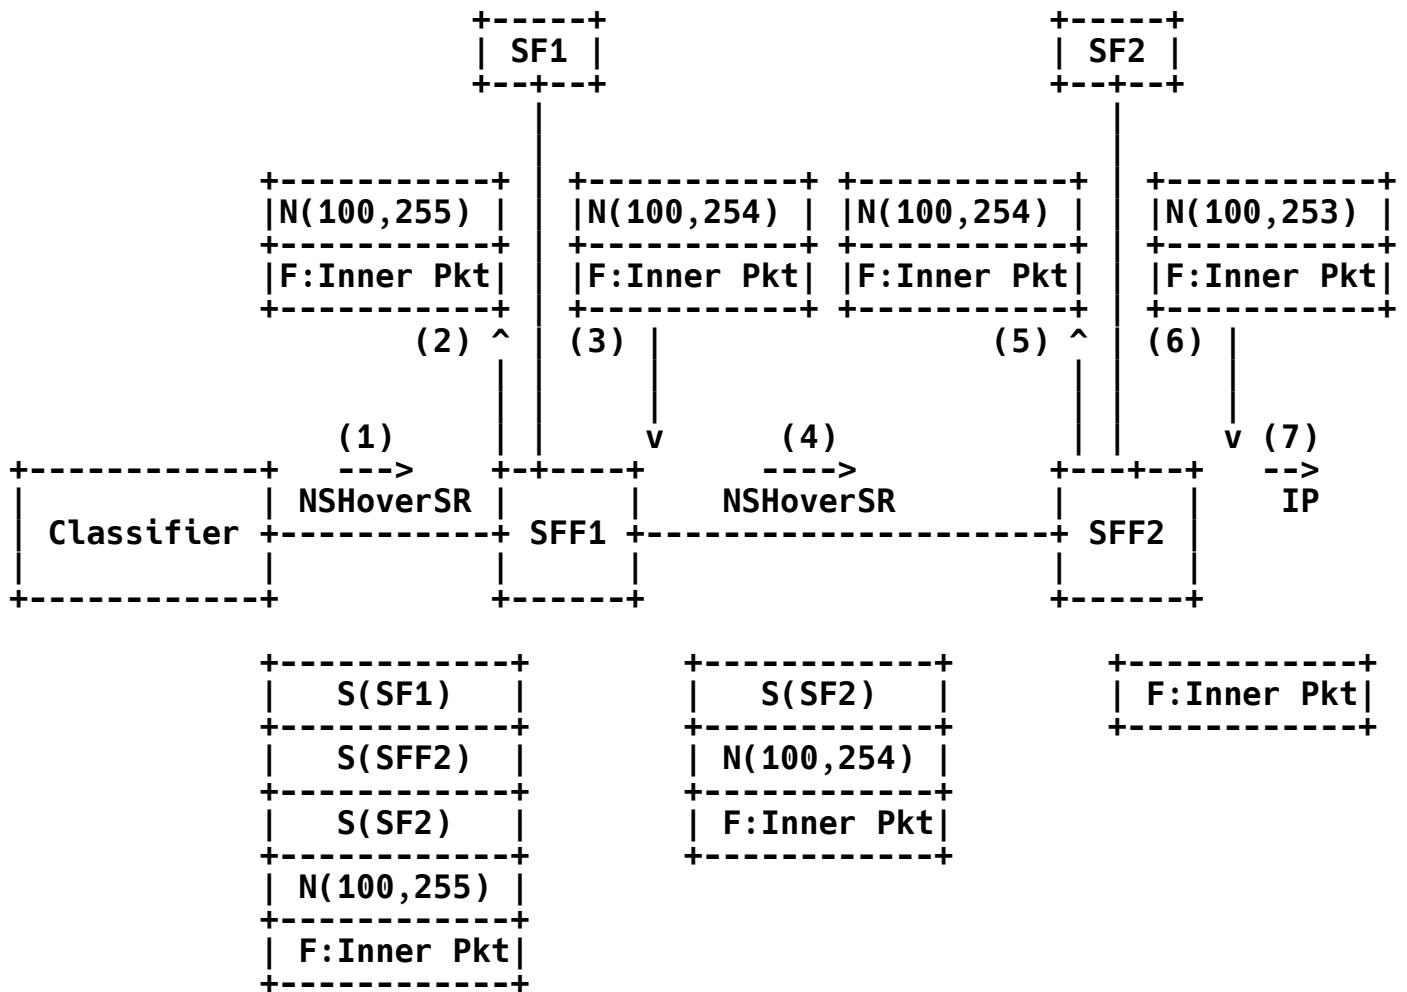 +-----+                       +-----+
| SF1 |                       | SF2 |
+--+--+                       +--+--+
|                             |
|                             |
|                             |
+-----------+ | +-----------+ +-----------+ | +-----------+
|N(100,255) | | |N(100,254) | |N(100,254) | | |N(100,253) |
+-----------+ | +-----------+ +-----------+ | +-----------+
|F:Inner Pkt| | |F:Inner Pkt| |F:Inner Pkt| | |F:Inner Pkt|
+-----------+ | +-----------+ +-----------+ | +-----------+
(2) ^ | (3) |                 (5) ^ | (6) |
| |     |                       | |     |
| |     |                       | |     |
(1)    | |     v      (4)              | |     v (7)
+------------+   --->    +-+----+      ---->          +---+--+   -->
|            | NSHoverSR |      |    NSHoverSR        |      |    IP
| Classifier +-----------+ SFF1 +---------------------+ SFF2 |
|            |           |      |                     |      |
+------------+           +------+                     +------+
+------------+        +------------+        +------------+
|   S(SF1)   |        |   S(SF2)   |        | F:Inner Pkt|
+------------+        +------------+        +------------+
|   S(SFF2)  |        | N(100,254) |
+------------+        +------------+
|   S(SF2)   |        | F:Inner Pkt|
+------------+        +------------+
| N(100,255) |
+------------+
| F:Inner Pkt|
+------------+